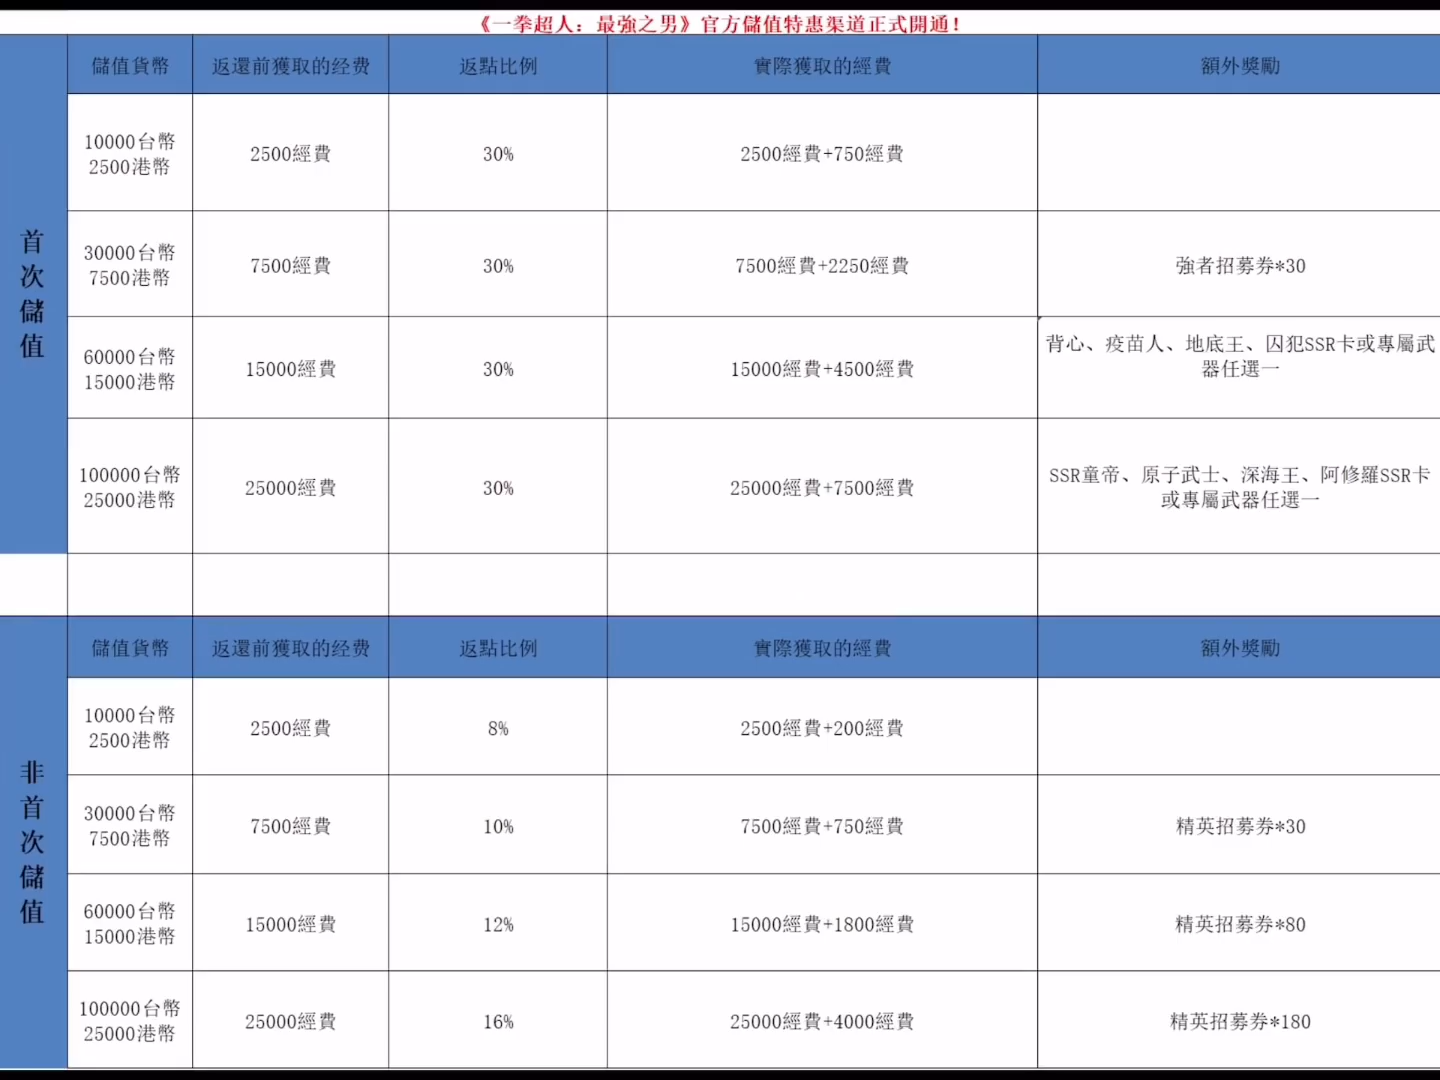 《一拳超人：最強之男》官方儲值特惠渠道正式開通！
首次儲值
儲值貨幣 返還前獲取的经费 返點比例 實際獲取的經費 額外獎勵
10000台幣
2500港幣
2500經費 30% 2500經費+750經費
30000台幣
7500港幣
7500經費 30% 7500經費+2250經費 強者招募券*30
60000台幣
15000港幣
15000經費 30% 15000經費+4500經費
背心、疫苗人、地底王、囚犯SSR卡或專屬武
器任選一
100000台幣
25000港幣
25000經費 30% 25000經費+7500經費
SSR童帝、原子武士、深海王、阿修羅SSR卡
或專屬武器任選一
非首次儲值
儲值貨幣 返還前獲取的经费 返點比例 實際獲取的經費 額外獎勵
10000台幣
2500港幣
2500經費 8% 2500經費+200經費
30000台幣
7500港幣
7500經費 10% 7500經費+750經費 精英招募券*30
60000台幣
15000港幣
15000經費 12% 15000經費+1800經費 精英招募券*80
100000台幣
25000港幣
25000經費 16% 25000經費+4000經費 精英招募券*180